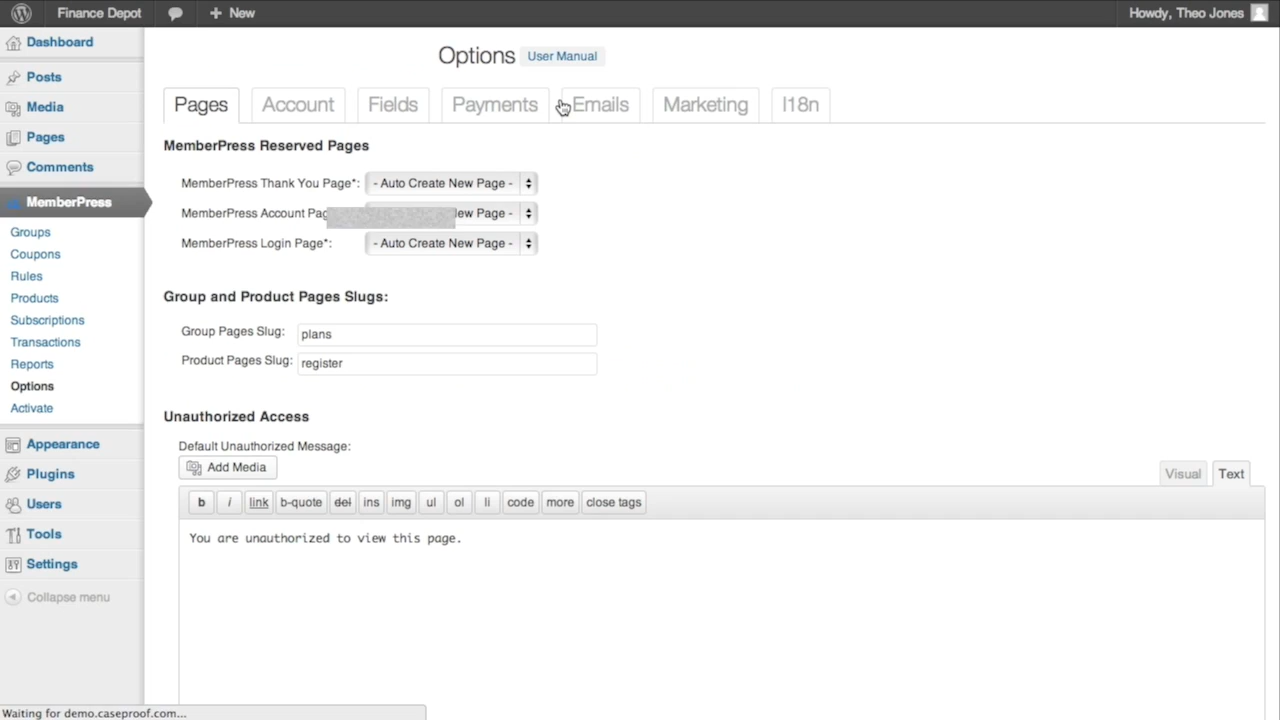 Finance Depot
New
Howdy, Theo Jones
Dashboard
Posts
Media
Pages
Comments
MemberPress
Groups
Coupons
Rules
Products
Subscriptions
Transactions
Reports
Options
Activate
Appearance
Plugins
Users
Tools
Settings
Collapse menu
Options User Manual
Pages Account Fields Payments Emails Marketing I18n
MemberPress Reserved Pages
MemberPress Thank You Page*: - Auto Create New Page -
MemberPress Account Page -
MemberPress Login Page*: - Auto Create New Page -
Group and Product Pages Slugs:
Group Pages Slug: plans
Product Pages Slug: register
Unauthorized Access
Default Unauthorized Message:
Add Media
Visual Text
b i link b-quote del ins img ul ol li code more close tags
You are unauthorized to view this page.
Waiting for demo.caseproof.com...